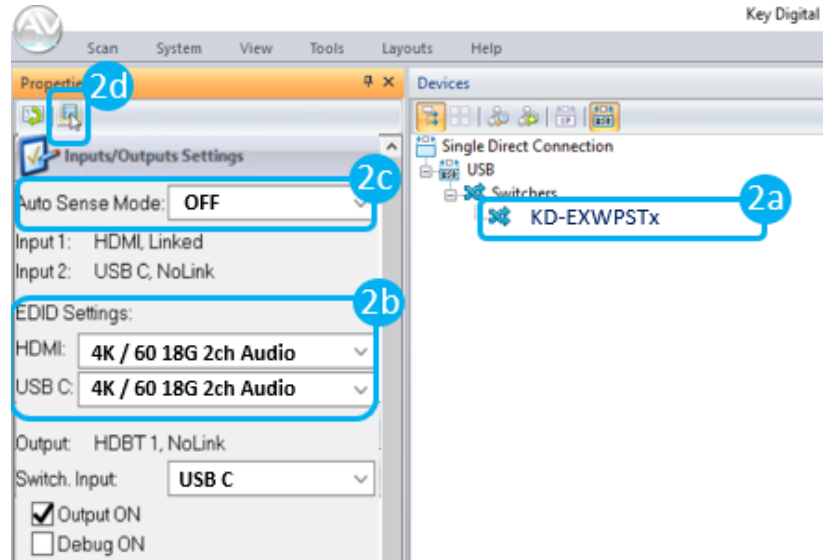 Key Digital
AV
Scan System View Tools Layouts Help
Properti
2d
Inputs/Outputs Settings
2c
Auto Sense Mode: OFF
Input 1: HDMI, Linked
Input 2: USB C, NoLink
2b
EDID Settings:
HDMI: 4K / 60 18G 2ch Audio
USB C: 4K / 60 18G 2ch Audio
Output: HDBT 1, NoLink
Switch. Input: USB C
Output ON
Debug ON
Devices
Single Direct Connection
USB
Switchers
2a
KD-EXWPSTx